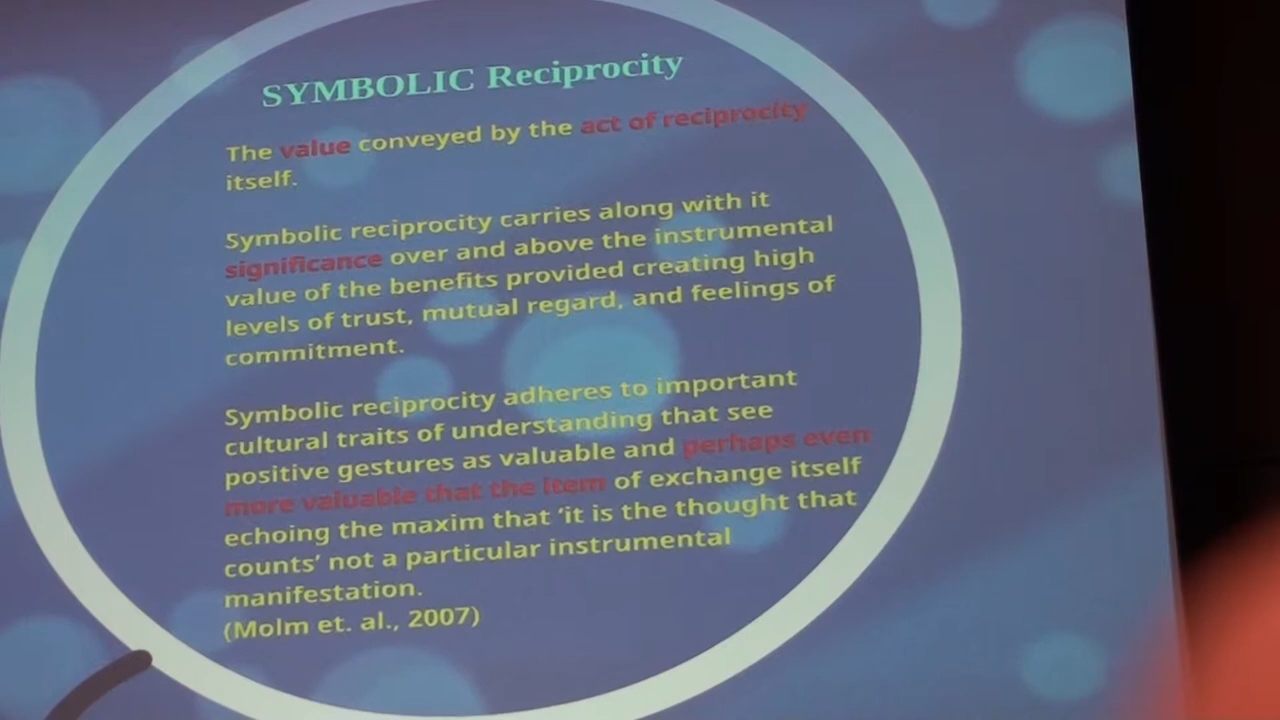 SYMBOLIC Reciprocity
The value conveyed by the act of reciprocity
itself.
Symbolic reciprocity carries along with it
significance over and above the instrumental
value of the benefits provided creating high
levels of trust, mutual regard, and feelings of
commitment.
Symbolic reciprocity adheres to important
cultural traits of understanding that see
positive gestures as valuable and perhaps even
more valuable that the item of exchange itself
echoing the maxim that ‘it is the thought that
counts’ not a particular instrumental
manifestation.
(Molm et. al., 2007)